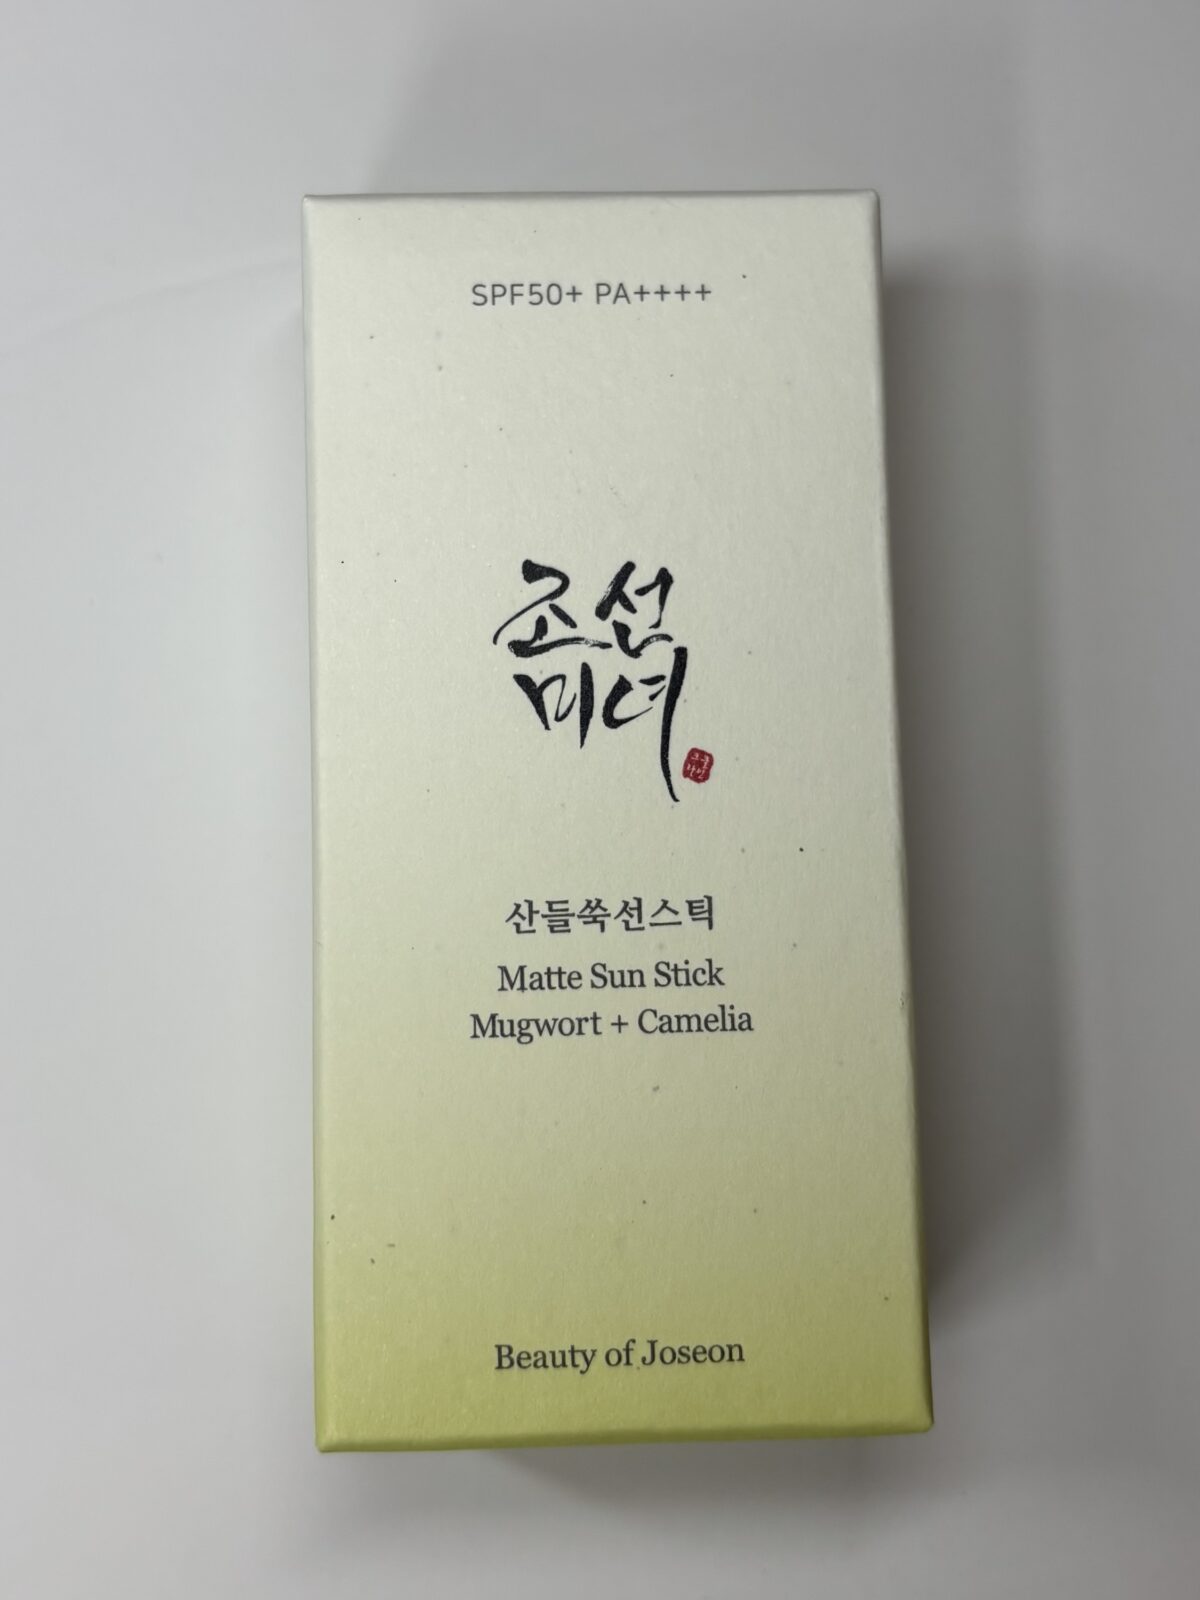 SPF50+ PA++++
조선
미녀
산들쑥선스틱
Matte Sun Stick
Mugwort + Camelia
Beauty of Joseon